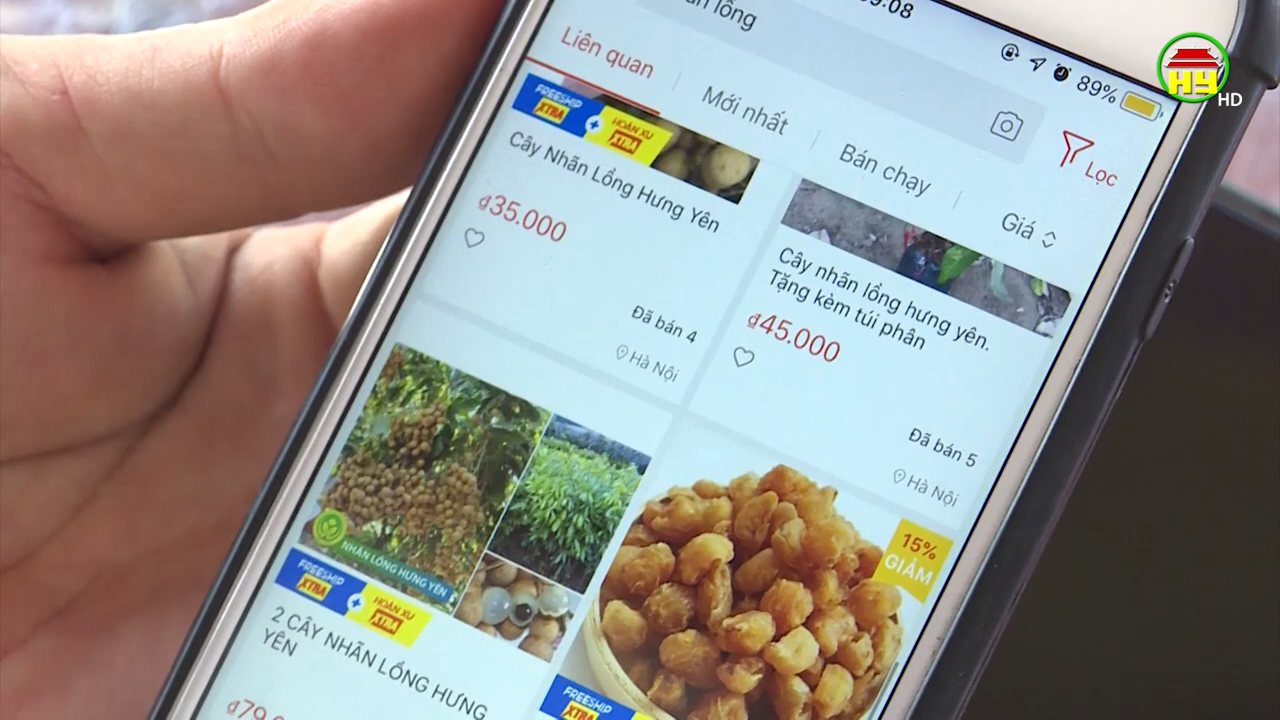 9:08
lồng
89%
HY
HD
Lọc
Liên quan
Mới nhất
Bán chạy
Giá
FREESHIP
XTRA
+
HOÀN XU
XTRA
Cây Nhãn Lồng Hưng Yên
₫35.000
Đã bán 4
Hà Nội
Cây nhãn lồng hưng yên.
Tặng kèm túi phân
₫45.000
Đã bán 5
Hà Nội
NHÃN LỒNG HƯNG YÊN
FREESHIP
XTRA
+
HOÀN XU
XTRA
2 CÂY NHÃN LỒNG HƯNG
YÊN
15%
GIẢM
FREESHIP
XTRA